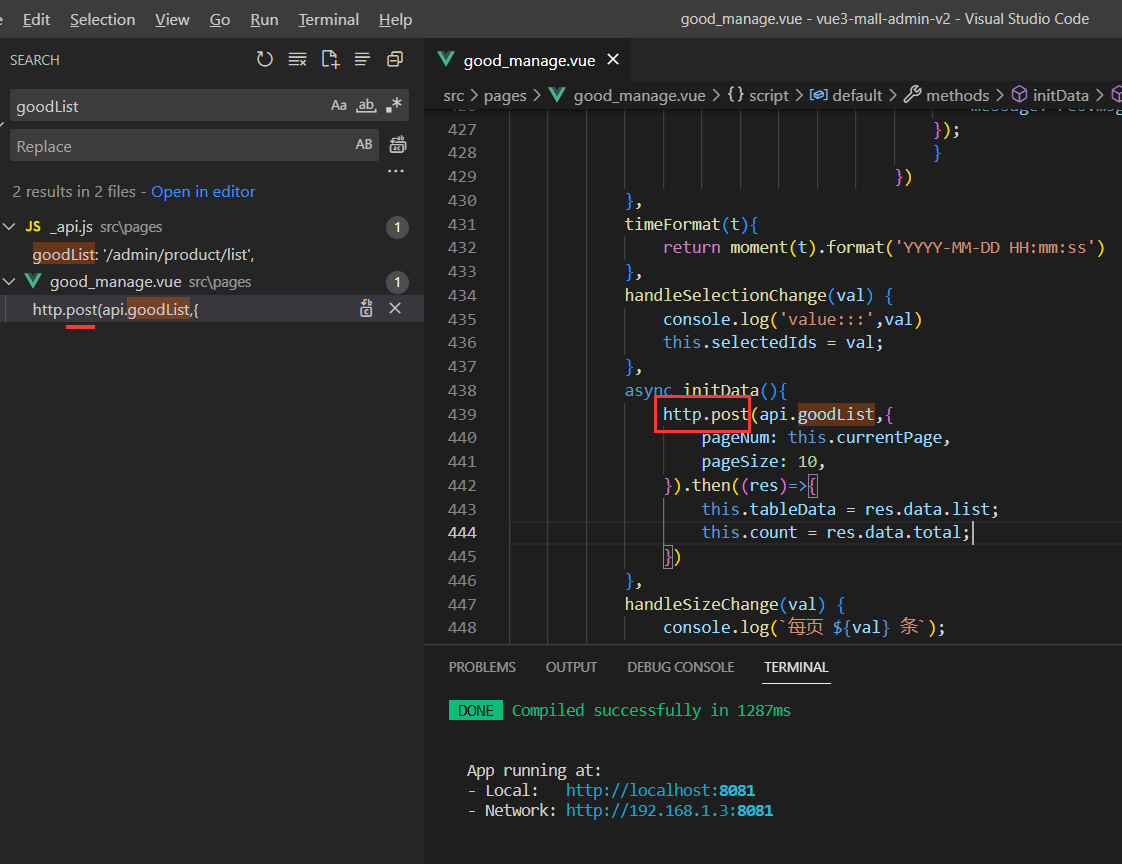 Edit Selection View Go Run Terminal Help
good_manage.vue - vue3-mall-admin-v2 - Visual Studio Code
SEARCH
goodList
Aa ab .*
Replace
AB
2 results in 2 files - Open in editor
JS _api.js src\pages 1
goodList: '/admin/product/list',
good_manage.vue src\pages 1
http.post(api.goodList,{
good_manage.vue
src > pages > good_manage.vue > {} script > default > methods > initData >
427 });
428 }
429 })
430 },
431 timeFormat(t){
432 return moment(t).format('YYYY-MM-DD HH:mm:ss')
433 },
434 handleSelectionChange(val) {
435 console.log('value:::',val)
436 this.selectedIds = val;
437 },
438 async initData(){
439 http.post(api.goodList,{
440 pageNum: this.currentPage,
441 pageSize: 10,
442 }).then((res)=>{
443 this.tableData = res.data.list;
444 this.count = res.data.total;
445 })
446 },
447 handleSizeChange(val) {
448 console.log(`每页 ${val} 条`);
PROBLEMS OUTPUT DEBUG CONSOLE TERMINAL
DONE Compiled successfully in 1287ms
App running at:
- Local: http://localhost:8081
- Network: http://192.168.1.3:8081